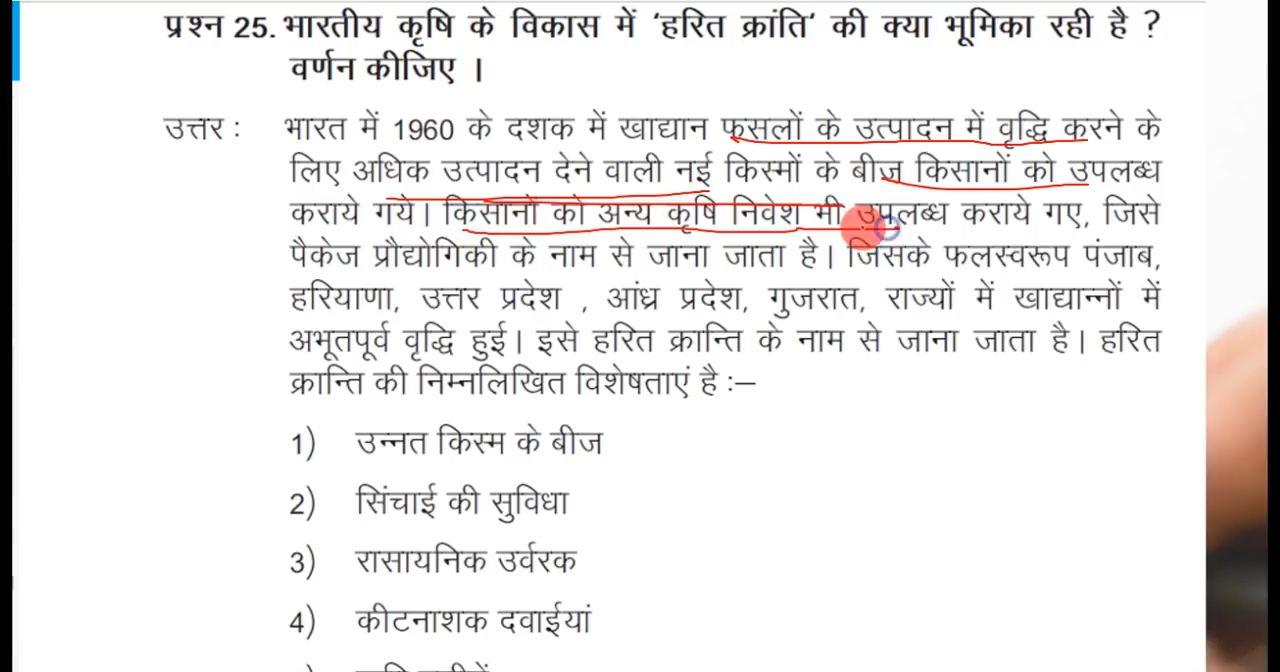 प्रश्न 25. भारतीय कृषि के विकास में 'हरित क्रांति' की क्या भूमिका रही है ?
वर्णन कीजिए ।
उत्तर : भारत में 1960 के दशक में खाद्यान फसलों के उत्पादन में वृद्धि करने के
लिए अधिक उत्पादन देने वाली नई किस्मों के बीज किसानों को उपलब्ध
कराये गये। किसानों को अन्य कृषि निवेश भी उपलब्ध कराये गए, जिसे
पैकेज प्रौद्योगिकी के नाम से जाना जाता है। जिसके फलस्वरूप पंजाब,
हरियाणा, उत्तर प्रदेश , आंध्र प्रदेश, गुजरात, राज्यों में खाद्यान्नों में
अभूतपूर्व वृद्धि हुई। इसे हरित क्रान्ति के नाम से जाना जाता है। हरित
क्रान्ति की निम्नलिखित विशेषताएं है :–
1) उन्नत किस्म के बीज
2) सिंचाई की सुविधा
3) रासायनिक उर्वरक
4) कीटनाशक दवाईयां